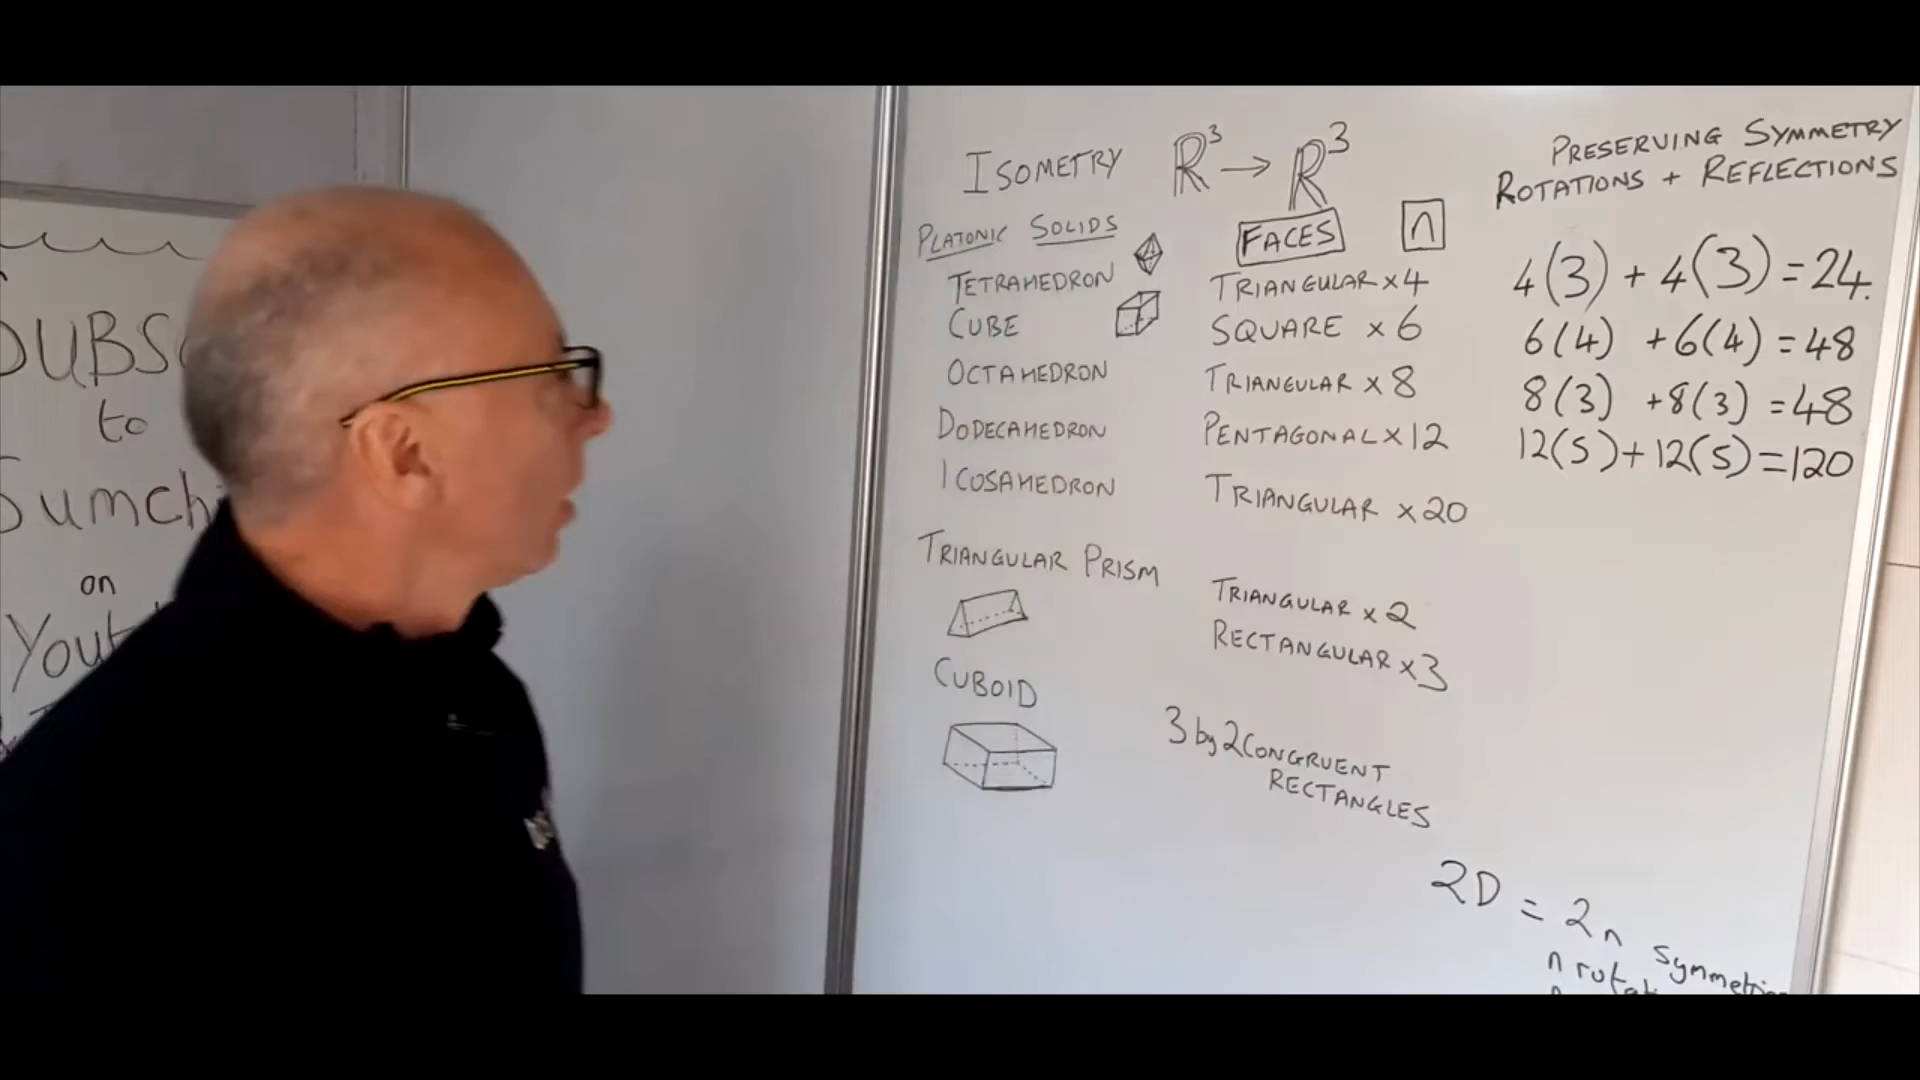 to
on
ISOMETRY ℝ³ → ℝ³
PRESERVING SYMMETRY
ROTATIONS + REFLECTIONS
PLATONIC SOLIDS
FACES
n
TETRAHEDRON TRIANGULAR × 4 4(3) + 4(3) = 24.
CUBE SQUARE × 6 6(4) + 6(4) = 48
OCTAHEDRON TRIANGULAR × 8 8(3) + 8(3) = 48
DODECAHEDRON PENTAGONAL × 12 12(5) + 12(5) = 120
ICOSAHEDRON TRIANGULAR × 20
TRIANGULAR PRISM
TRIANGULAR × 2
RECTANGULAR × 3
CUBOID
3 by 2 CONGRUENT
RECTANGLES
2D = 2n
n